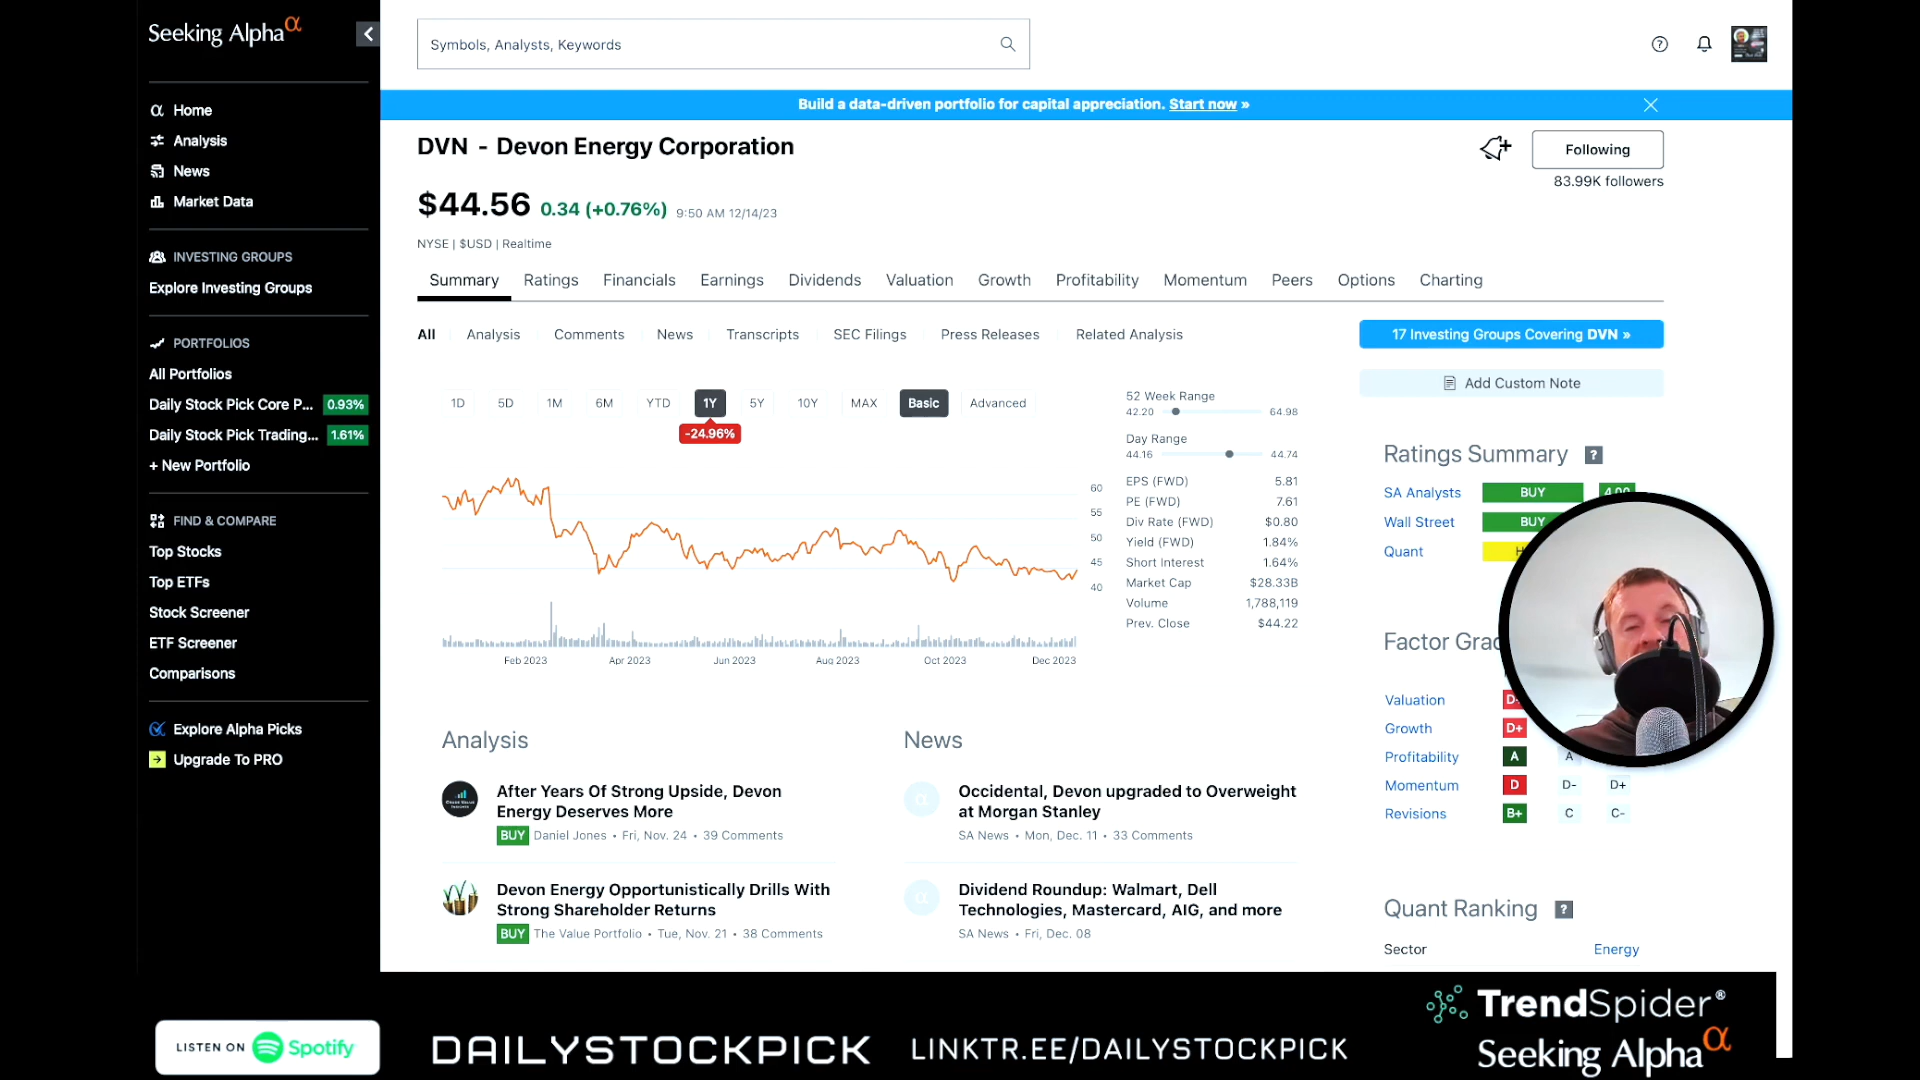 Seeking Alpha α
Symbols, Analysts, Keywords
Home
Analysis
News
Market Data
INVESTING GROUPS
Explore Investing Groups
PORTFOLIOS
All Portfolios
Daily Stock Pick Core P... 0.93%
Daily Stock Pick Trading... 1.61%
+ New Portfolio
FIND & COMPARE
Top Stocks
Top ETFs
Stock Screener
ETF Screener
Comparisons
Explore Alpha Picks
Upgrade To PRO
Build a data-driven portfolio for capital appreciation. Start now »
DVN - Devon Energy Corporation
Following
83.99K followers
$44.56 0.34 (+0.76%) 9:50 AM 12/14/23
NYSE | $USD | Realtime
Summary Ratings Financials Earnings Dividends Valuation Growth Profitability Momentum Peers Options Charting
All Analysis Comments News Transcripts SEC Filings Press Releases Related Analysis
17 Investing Groups Covering DVN »
Add Custom Note
1D 5D 1M 6M YTD 1Y 5Y 10Y MAX Basic Advanced
-24.96%
60
55
50
45
40
Feb 2023 Apr 2023 Jun 2023 Aug 2023 Oct 2023 Dec 2023
52 Week Range
42.20 64.98
Day Range
44.16 44.74
EPS (FWD) 5.81
PE (FWD) 7.61
Div Rate (FWD) $0.80
Yield (FWD) 1.84%
Short Interest 1.64%
Market Cap $28.33B
Volume 1,788,119
Prev. Close $44.22
Ratings Summary ?
SA Analysts BUY 4.00
Wall Street BUY
Quant
Factor Grad
Valuation
Growth D+
Profitability A A
Momentum D D- D+
Revisions B+ C C-
Quant Ranking ?
Sector Energy
Analysis
After Years Of Strong Upside, Devon
Energy Deserves More
BUY Daniel Jones • Fri, Nov. 24 • 39 Comments
Devon Energy Opportunistically Drills With
Strong Shareholder Returns
BUY The Value Portfolio • Tue, Nov. 21 • 38 Comments
News
Occidental, Devon upgraded to Overweight
at Morgan Stanley
SA News • Mon, Dec. 11 • 33 Comments
Dividend Roundup: Walmart, Dell
Technologies, Mastercard, AIG, and more
SA News • Fri, Dec. 08
LISTEN ON Spotify
DAILYSTOCKPICK
LINKTR.EE/DAILYSTOCKPICK
TrendSpider®
Seeking Alpha α